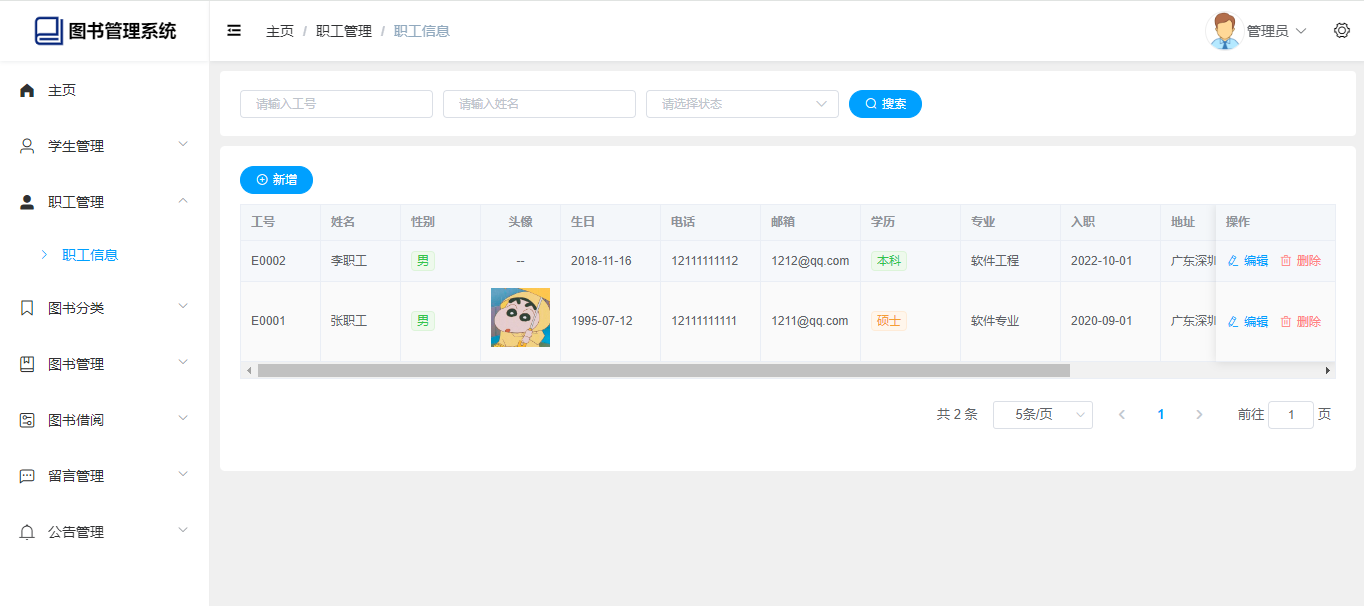 图书管理系统
主页 / 职工管理 / 职工信息
管理员
主页
学生管理
职工管理
职工信息
图书分类
图书管理
图书借阅
留言管理
公告管理
请输入工号 请输入姓名 请选择状态 搜索
新增
工号 姓名 性别 头像 生日 电话 邮箱 学历 专业 入职 地址 操作
E0002 李职工 男 -- 2018-11-16 12111111112 1212@qq.com 本科 软件工程 2022-10-01 广东深圳 编辑 删除
E0001 张职工 男 1995-07-12 12111111111 1211@qq.com 硕士 软件专业 2020-09-01 广东深圳 编辑 删除
共 2 条 5条/页 1 前往 1 页